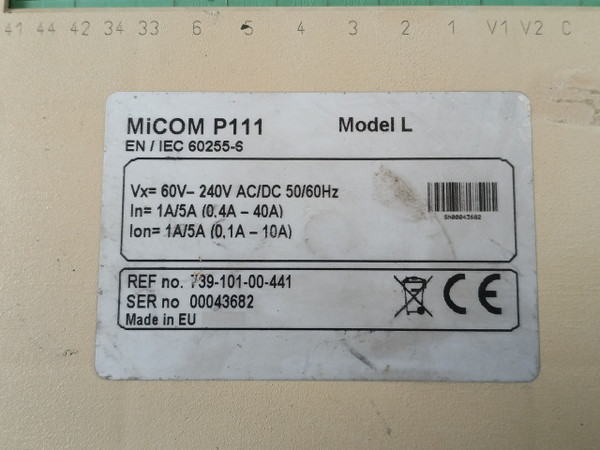 41 44 42 34 33 6 5 4 3 2 1 V1 V2 C
MiCOM P111 Model L
EN / IEC 60255-6
Vx= 60V– 240V AC/DC 50/60Hz
In= 1A/5A (0,4A – 40A)
Ion= 1A/5A (0,1A – 10A)
SN00043682
REF no. 739-101-00-441
SER no 00043682
Made in EU
CE